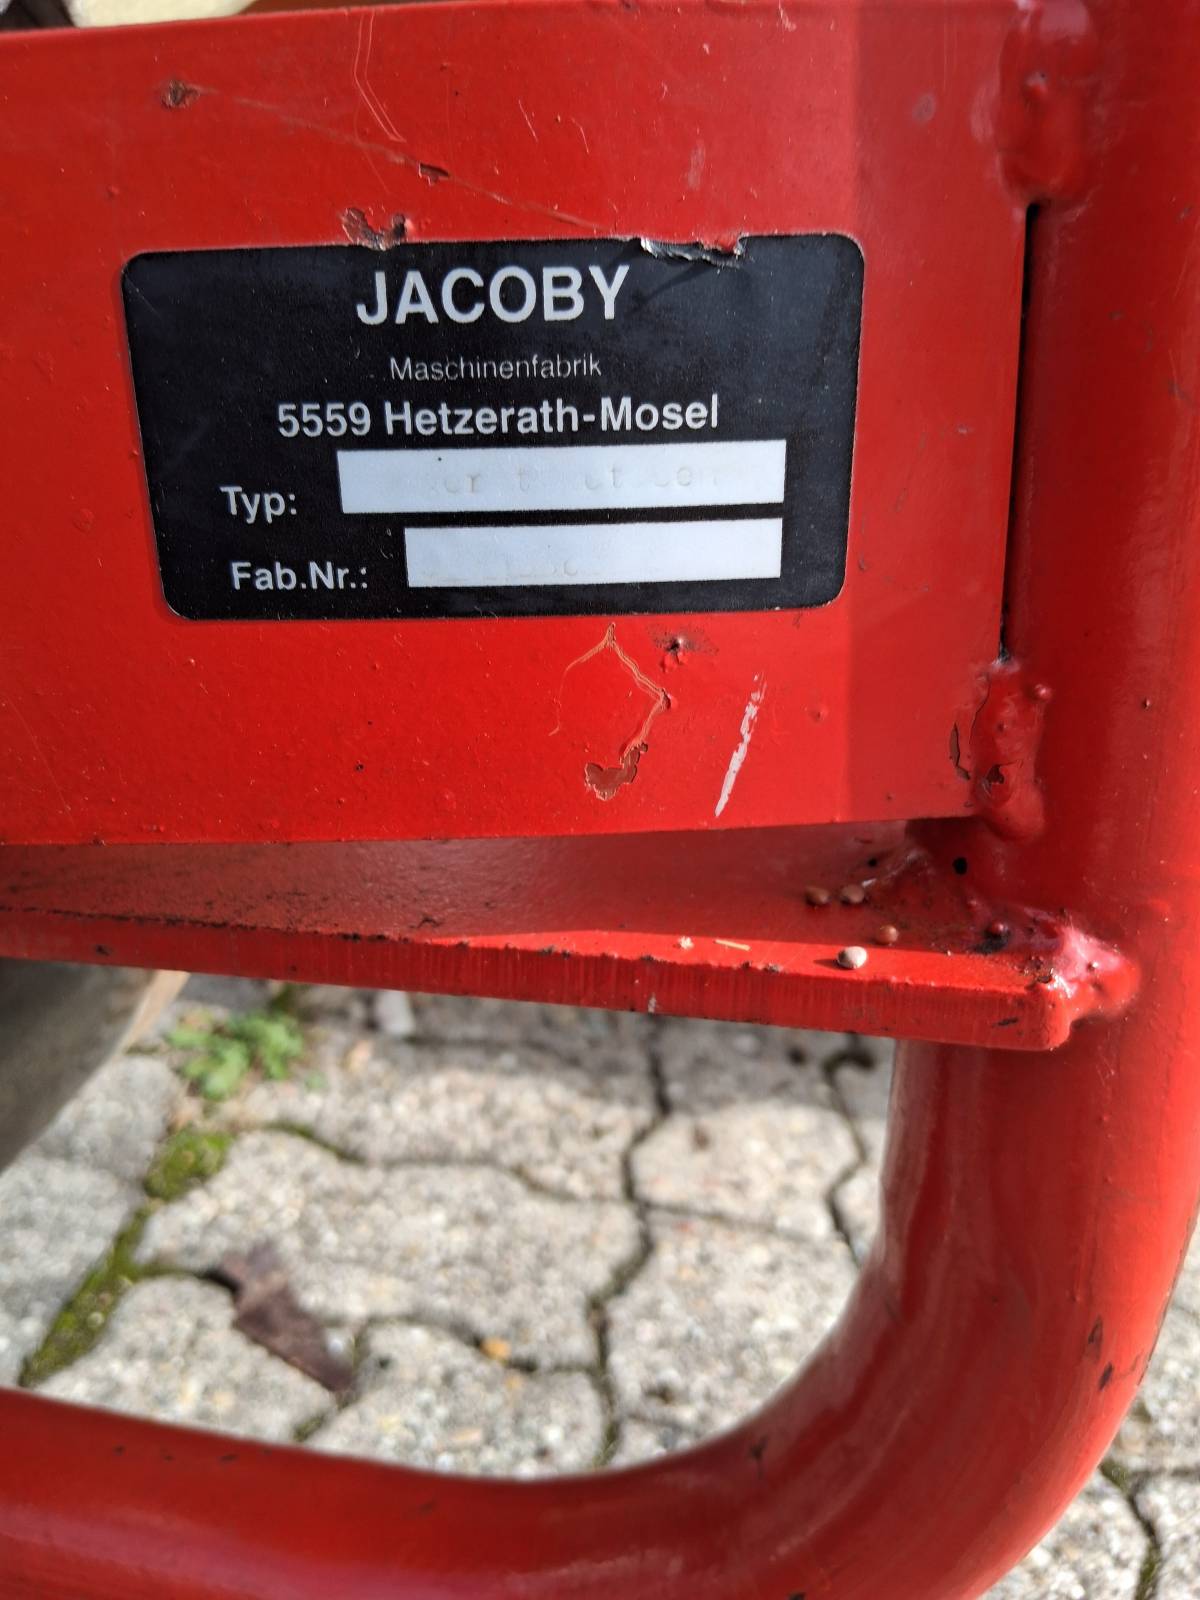 JACOBY
Maschinenfabrik
5559 Hetzerath-Mosel
Typ:
Fab.Nr.: